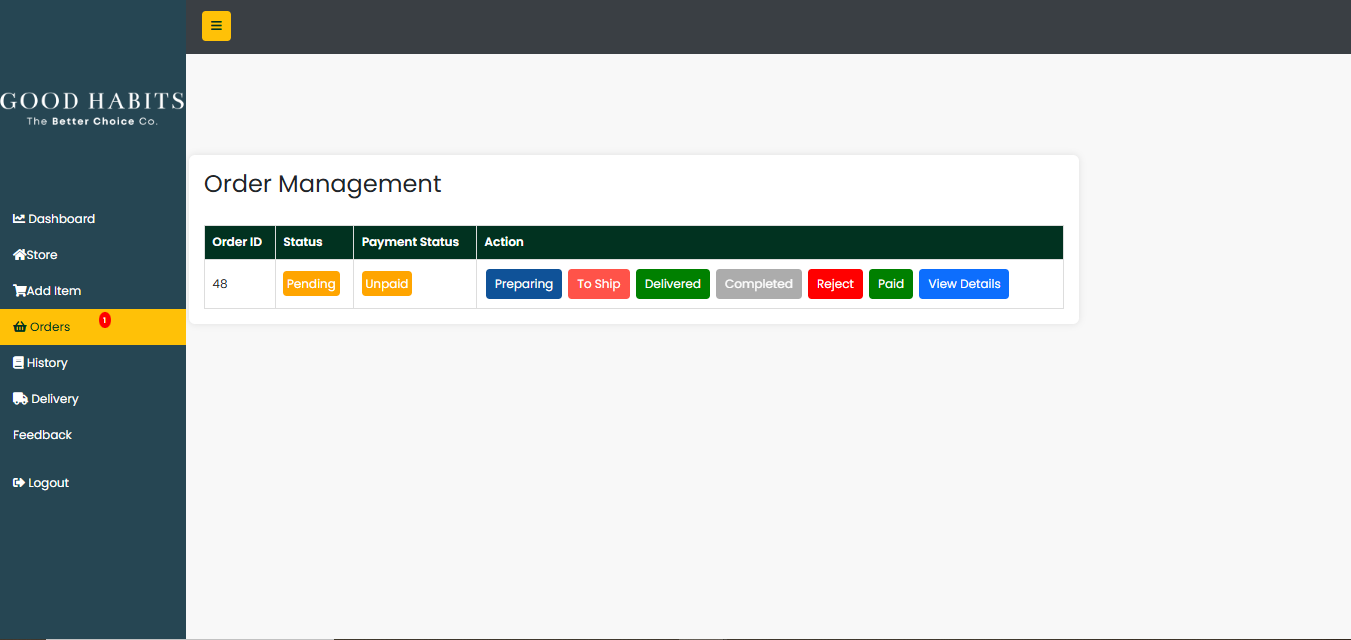 GOOD HABITS
The Better Choice Co.
Dashboard
Store
Add Item
Orders 1
History
Delivery
Feedback
Logout
Order Management
Order ID Status Payment Status Action
48 Pending Unpaid Preparing To Ship Delivered Completed Reject Paid View Details